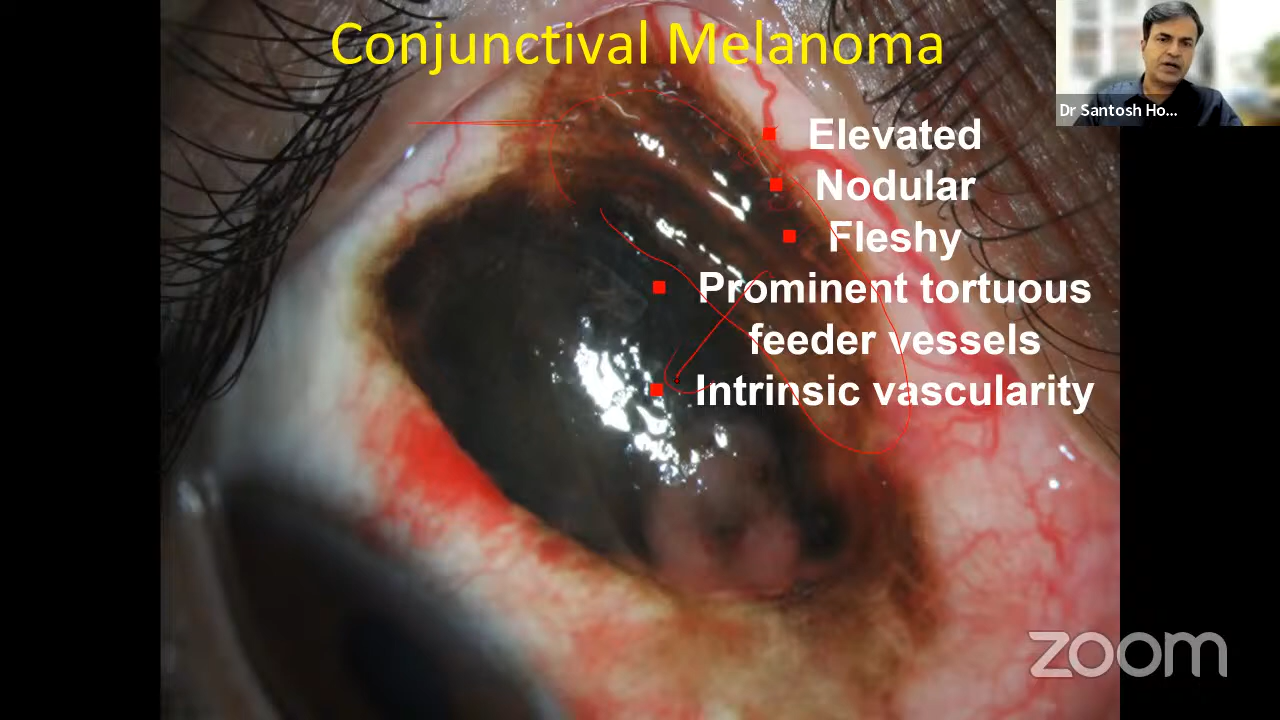 Conjunctival Melanoma
Dr Santosh Ho...
Elevated
Nodular
Fleshy
Prominent tortuous
feeder vessels
Intrinsic vascularity
zoom